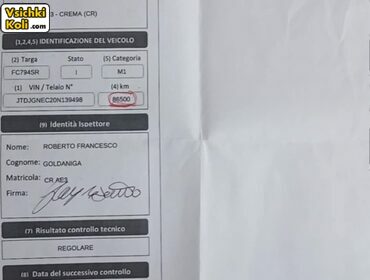 Vsichki
Koli.com
3 - CREMA (CR)
(1,2,4,5) IDENTIFICAZIONE DEL VEICOLO
(2) Targa Stato (5) Categoria
FC794SR I M1
(1) VIN / Telaio N° (4) km
JTDJGNEC20N139498 86500
(9) Identità Ispettore
Nome: ROBERTO FRANCESCO
Cognome: GOLDANIGA
Matricola: CR AE3
Firma:
(7) Risultato controllo tecnico
REGOLARE
(8) Data del successivo controllo